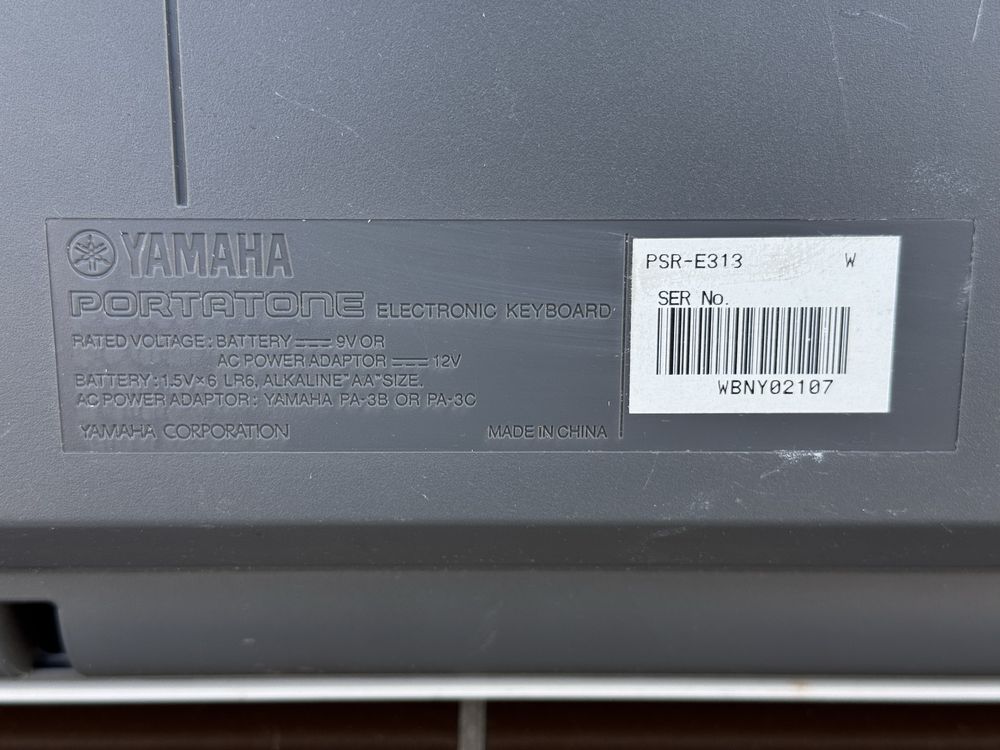 YAMAHA
PORTATONE ELECTRONIC KEYBOARD
RATED VOLTAGE : BATTERY ⎓ 9V OR
AC POWER ADAPTOR ⎓ 12V
BATTERY : 1.5V×6 LR6, ALKALINE "AA" SIZE.
AC POWER ADAPTOR : YAMAHA PA-3B OR PA-3C
YAMAHA CORPORATION MADE IN CHINA
PSR-E313 W
SER No.
WBNY02107